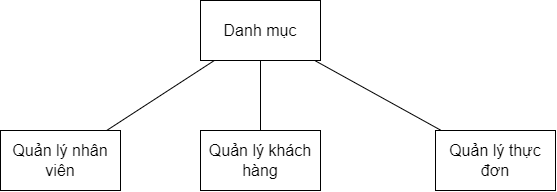 Danh mục
Quản lý nhân
viên
Quản lý khách
hàng
Quản lý thực
đơn